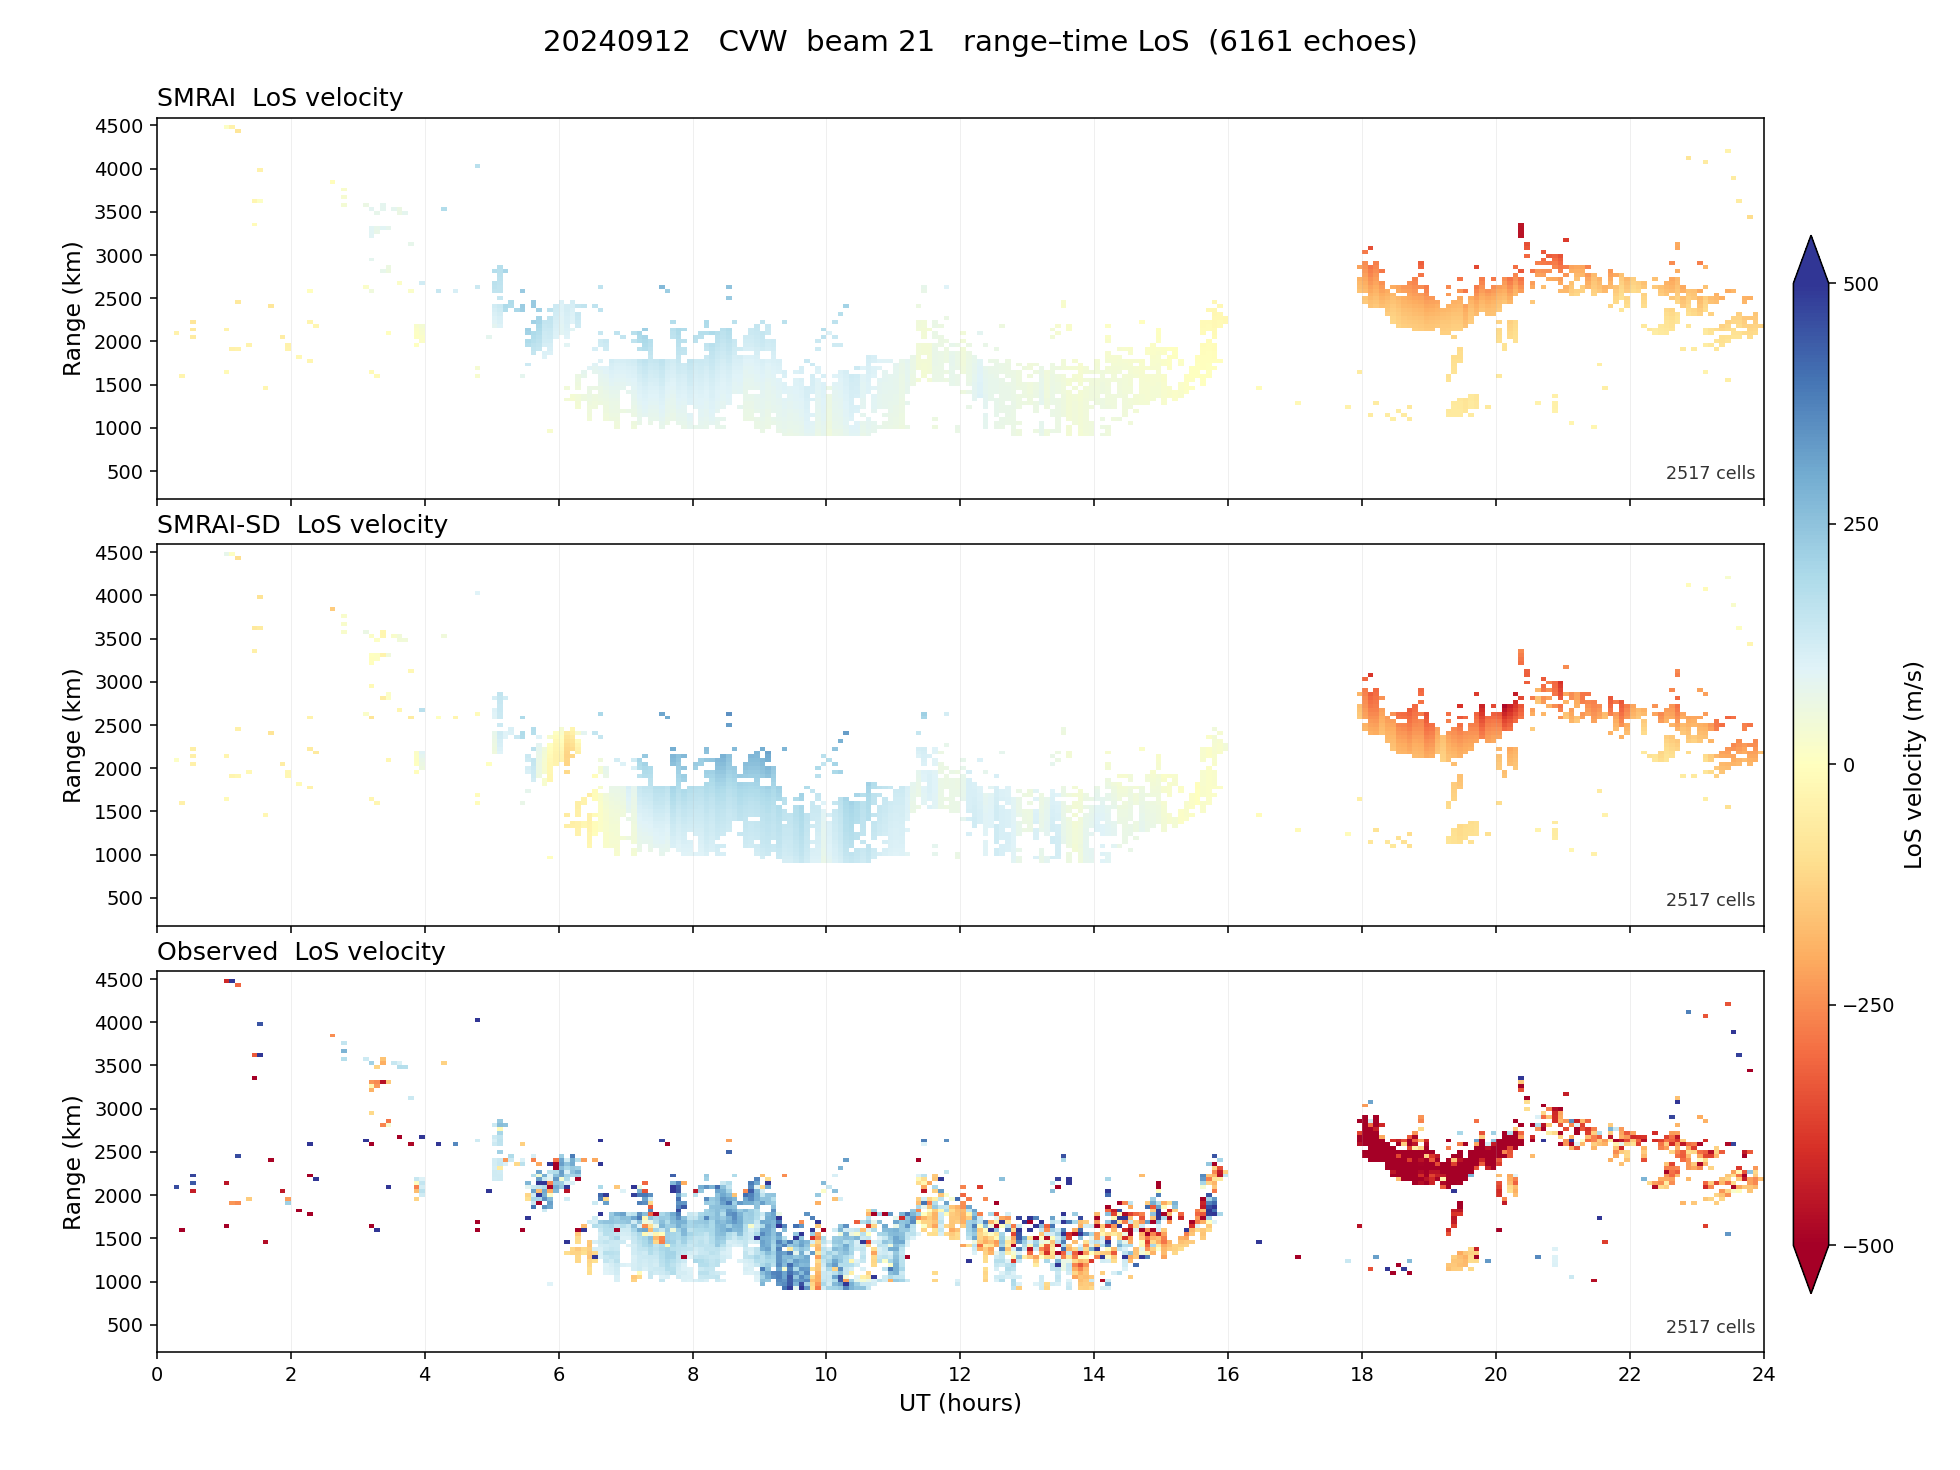 20240912   CVW  beam 21   range–time LoS  (6161 echoes)
SMRAI  LoS velocity
4500
4000
3500
3000
2500
2000
1500
1000
500
Range (km)
2517 cells
SMRAI-SD  LoS velocity
4500
4000
3500
3000
2500
2000
1500
1000
500
Range (km)
2517 cells
Observed  LoS velocity
4500
4000
3500
3000
2500
2000
1500
1000
500
Range (km)
2517 cells
0 2 4 6 8 10 12 14 16 18 20 22 24
UT (hours)
500
250
0
−250
−500
LoS velocity (m/s)